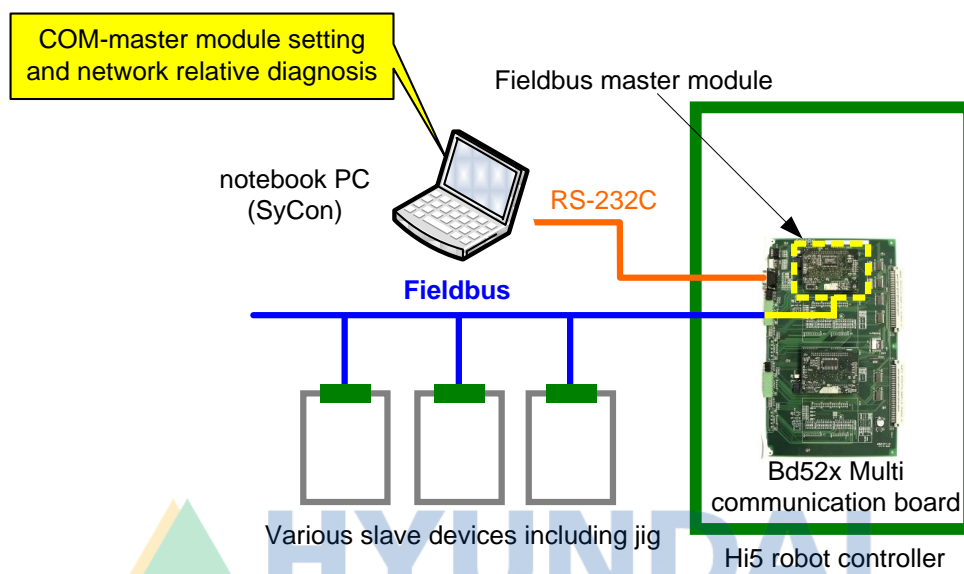 COM-master module setting
and network relative diagnosis
Fieldbus master module
notebook PC
(SyCon)
RS-232C
Fieldbus
Bd52x Multi
communication board
Various slave devices including jig
Hi5 robot controller
HYUNDAI